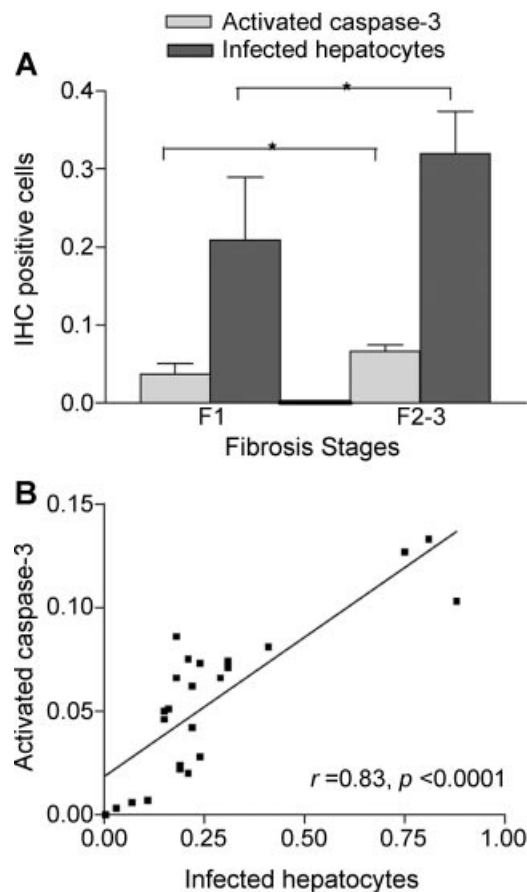 Activated caspase-3
Infected hepatocytes
A
IHC positive cells
0.4
0.3
0.2
0.1
0.0
*
*
F1
F2-3
Fibrosis Stages
B
Activated caspase-3
0.15
0.10
0.05
0.00
r =0.83, p <0.0001
0.00
0.25
0.50
0.75
1.00
Infected hepatocytes